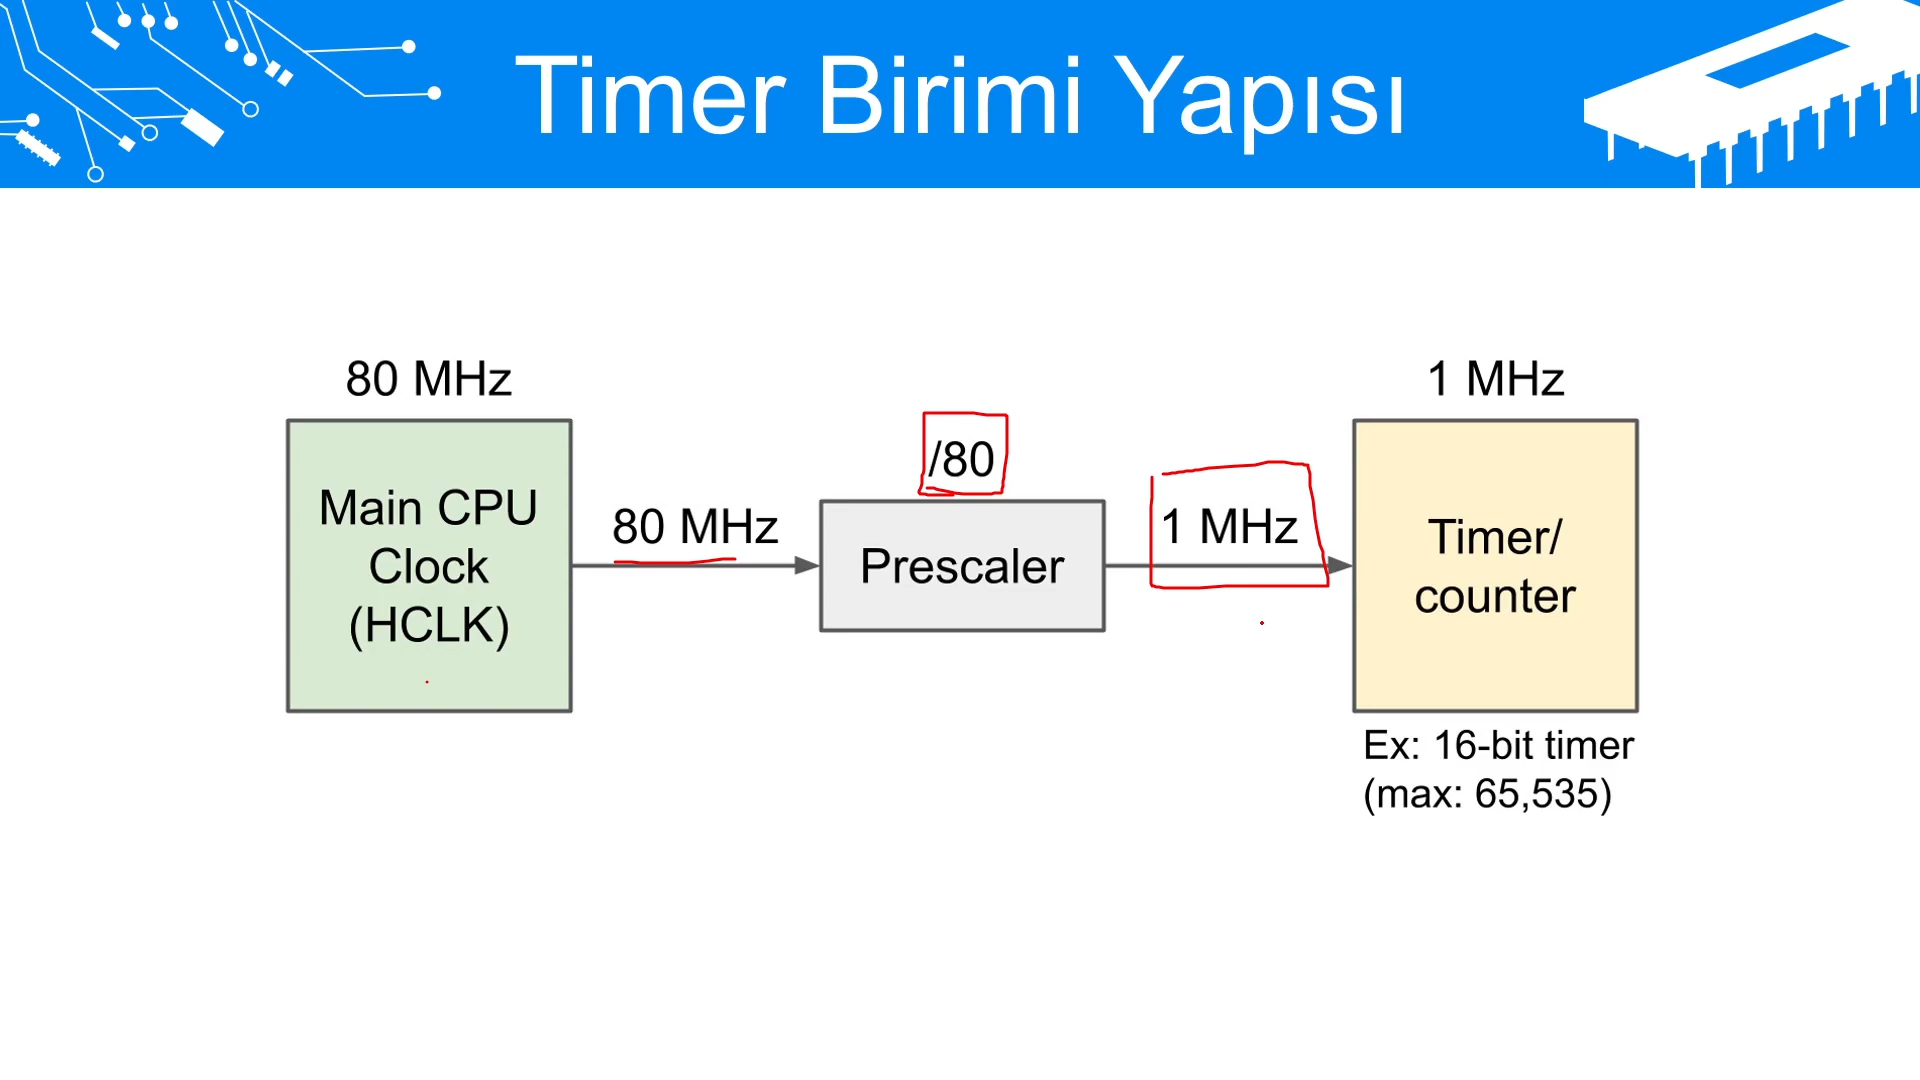 Timer Birimi Yapısı
80 MHz
Main CPU
Clock
(HCLK)
80 MHz
/80
Prescaler
1 MHz
1 MHz
Timer/
counter
Ex: 16-bit timer
(max: 65,535)